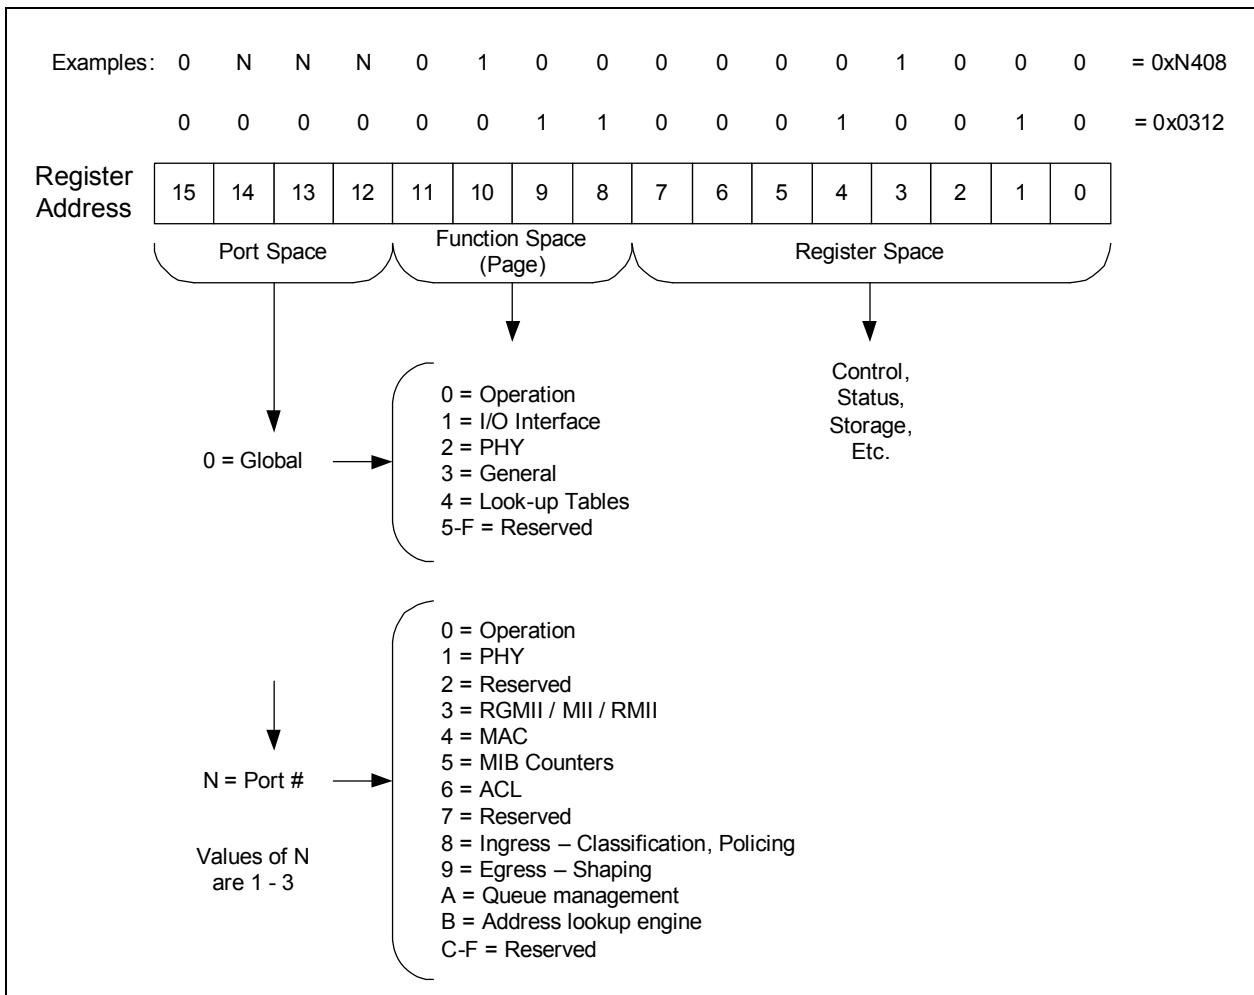 Examples: 0 N N N 0 1 0 0 0 0 0 0 1 0 0 0 = 0xN408
0 0 0 0 0 0 1 1 0 0 0 1 0 0 1 0 = 0x0312
Register
Address
15 14 13 12 11 10 9 8 7 6 5 4 3 2 1 0
Port Space
Function Space
(Page)
Register Space
0 = Global
0 = Operation
1 = I/O Interface
2 = PHY
3 = General
4 = Look-up Tables
5-F = Reserved
Control,
Status,
Storage,
Etc.
N = Port #
Values of N
are 1 - 3
0 = Operation
1 = PHY
2 = Reserved
3 = RGMII / MII / RMII
4 = MAC
5 = MIB Counters
6 = ACL
7 = Reserved
8 = Ingress – Classification, Policing
9 = Egress – Shaping
A = Queue management
B = Address lookup engine
C-F = Reserved